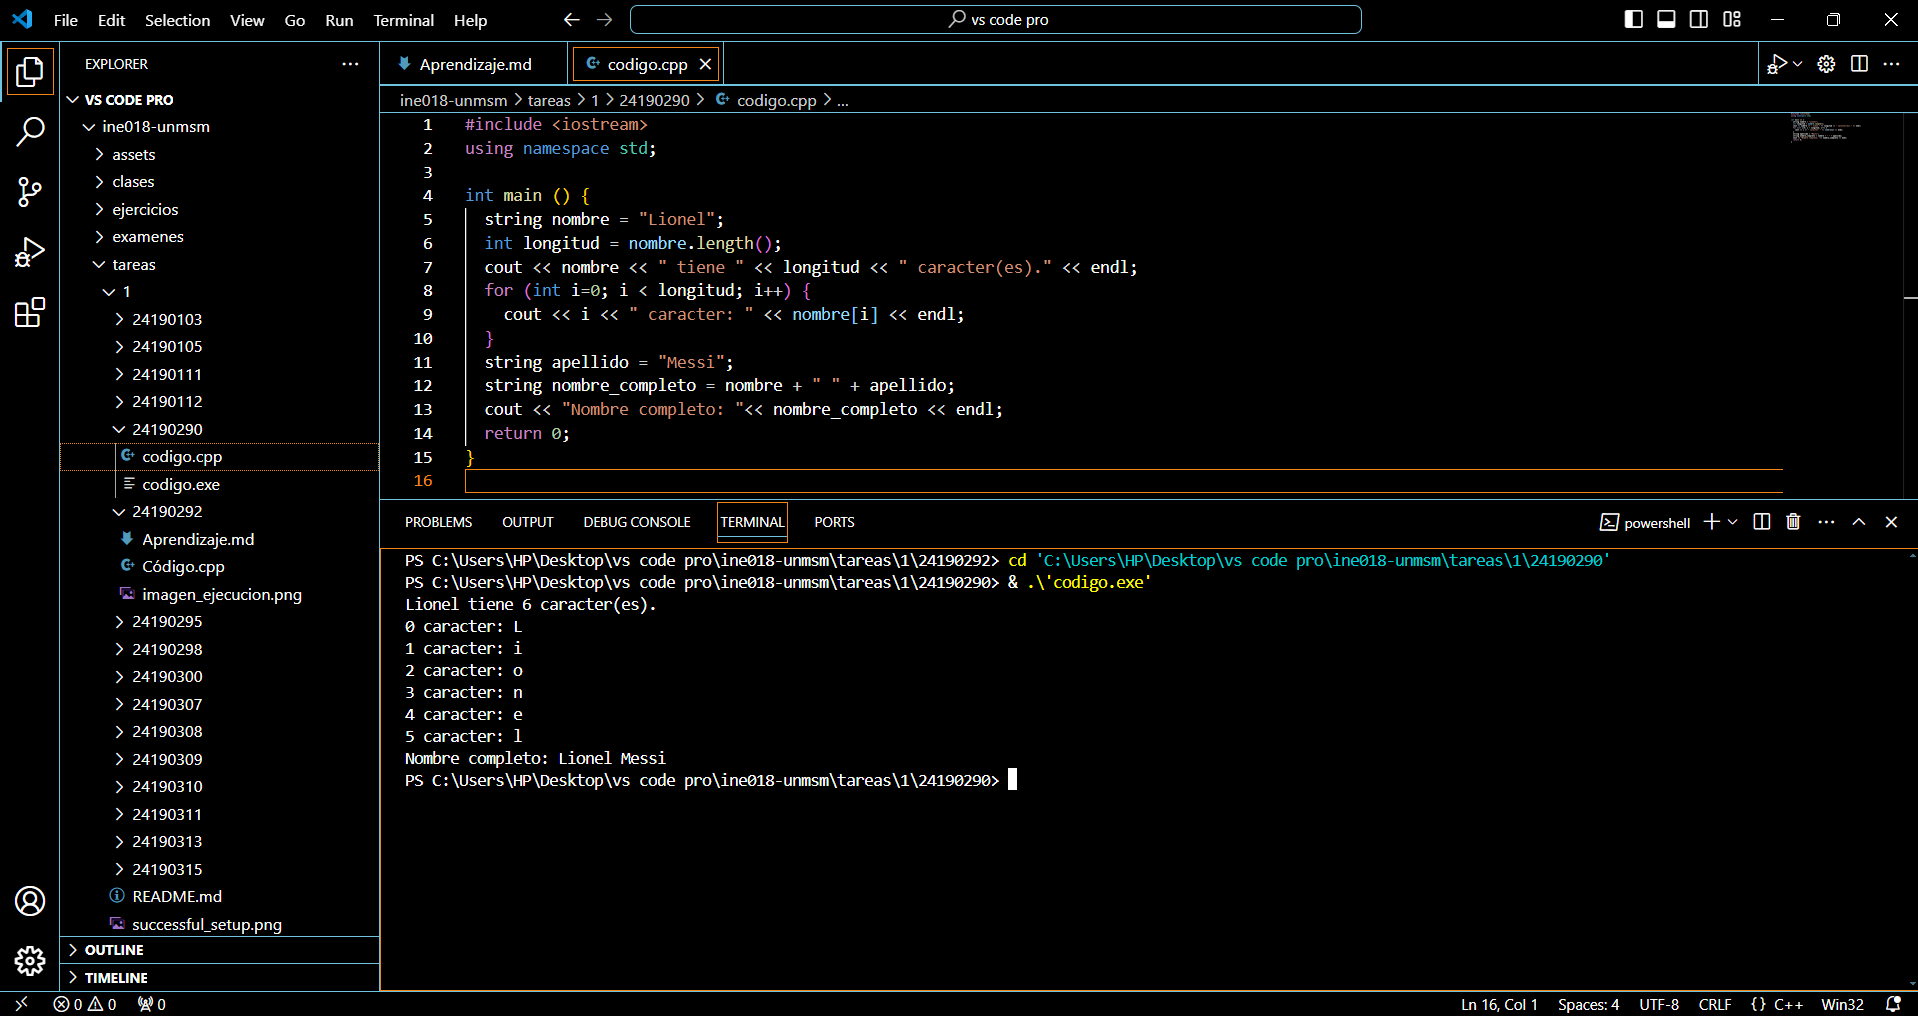 File Edit Selection View Go Run Terminal Help
vs code pro
EXPLORER
VS CODE PRO
ine018-unmsm
assets
clases
ejercicios
examenes
tareas
1
24190103
24190105
24190111
24190112
24190290
codigo.cpp
codigo.exe
24190292
Aprendizaje.md
Código.cpp
imagen_ejecucion.png
24190295
24190298
24190300
24190307
24190308
24190309
24190310
24190311
24190313
24190315
README.md
successful_setup.png
OUTLINE
TIMELINE
Aprendizaje.md codigo.cpp
ine018-unmsm > tareas > 1 > 24190290 > codigo.cpp > ...
1 #include <iostream>
2 using namespace std;
3
4 int main () {
5 string nombre = "Lionel";
6 int longitud = nombre.length();
7 cout << nombre << " tiene " << longitud << " caracter(es)." << endl;
8 for (int i=0; i < longitud; i++) {
9 cout << i << " caracter: " << nombre[i] << endl;
10 }
11 string apellido = "Messi";
12 string nombre_completo = nombre + " " + apellido;
13 cout << "Nombre completo: "<< nombre_completo << endl;
14 return 0;
15 }
16
PROBLEMS OUTPUT DEBUG CONSOLE TERMINAL PORTS
powershell
PS C:\Users\HP\Desktop\vs code pro\ine018-unmsm\tareas\1\24190292> cd 'C:\Users\HP\Desktop\vs code pro\ine018-unmsm\tareas\1\24190290'
PS C:\Users\HP\Desktop\vs code pro\ine018-unmsm\tareas\1\24190290> & .\'codigo.exe'
Lionel tiene 6 caracter(es).
0 caracter: L
1 caracter: i
2 caracter: o
3 caracter: n
4 caracter: e
5 caracter: l
Nombre completo: Lionel Messi
PS C:\Users\HP\Desktop\vs code pro\ine018-unmsm\tareas\1\24190290>
0 0 0
Ln 16, Col 1 Spaces: 4 UTF-8 CRLF {} C++ Win32